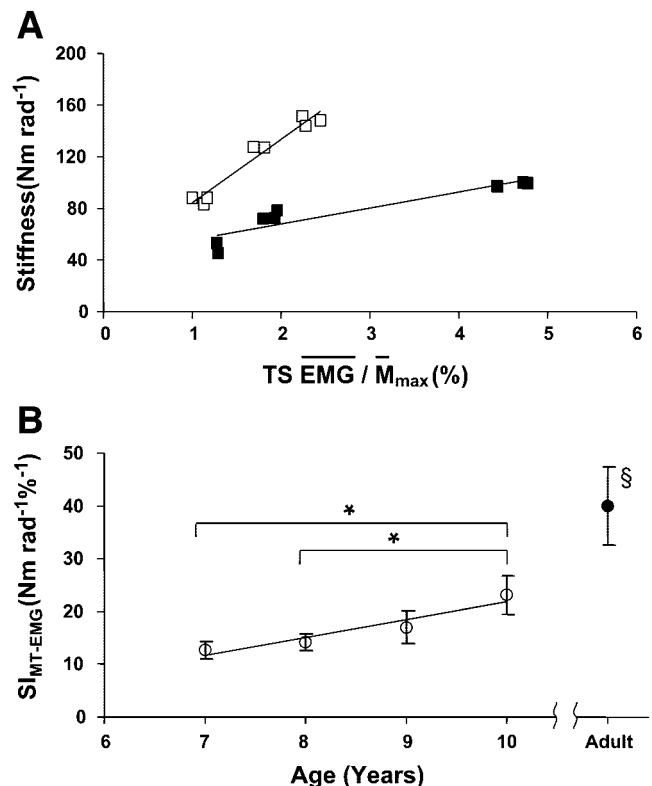 A
Stiffness(Nm rad⁻¹)
200
160
120
80
40
0
0 1 2 3 4 5 6
TS EMG / M̄max (%)
B
SI_MT-EMG (Nm rad⁻¹%⁻¹)
50
40
30
20
10
0
§
*
*
6 7 8 9 10 Adult
Age (Years)